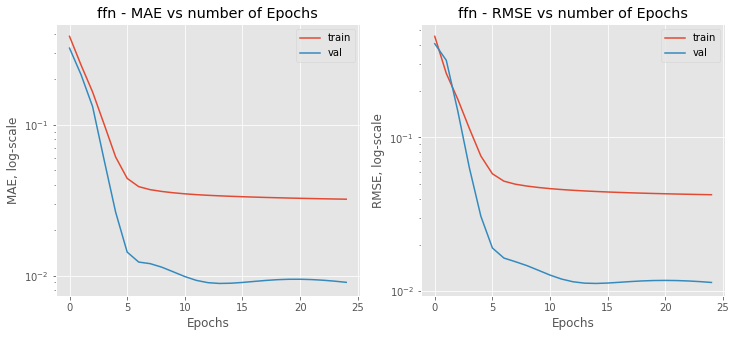 ffn - MAE vs number of Epochs
train
val
MAE, log-scale
10⁻¹
10⁻²
0 5 10 15 20 25
Epochs
ffn - RMSE vs number of Epochs
train
val
RMSE, log-scale
10⁻¹
10⁻²
0 5 10 15 20 25
Epochs